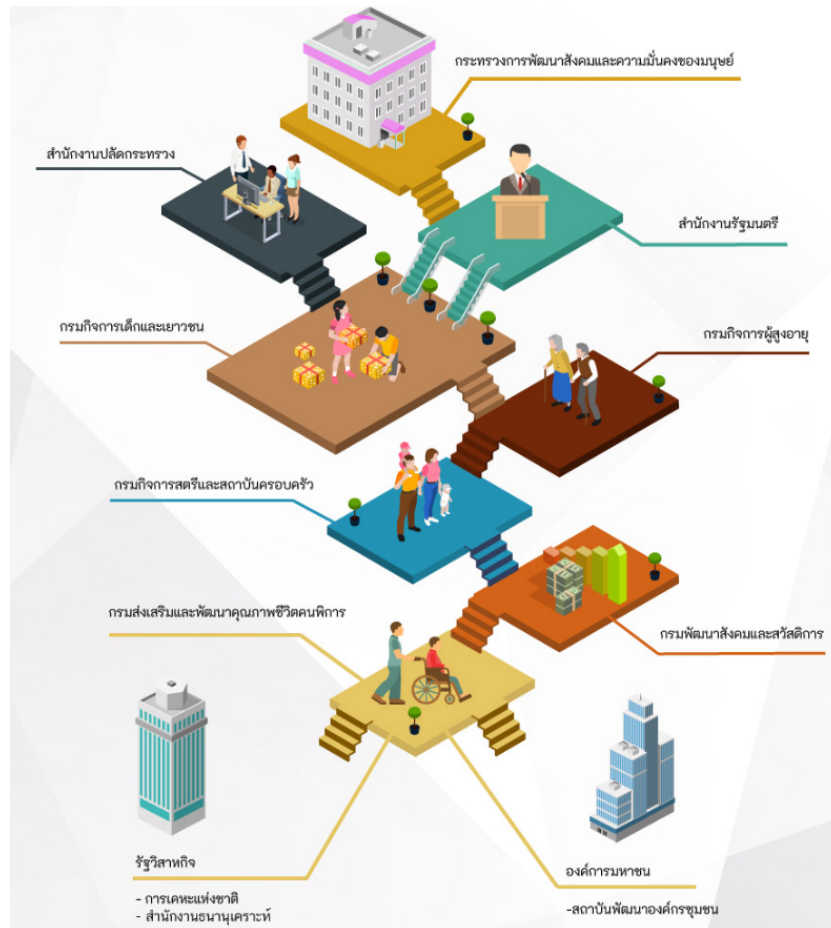 กระทรวงการพัฒนาสังคมและความมั่นคงของมนุษย์
สำนักงานปลัดกระทรวง
สำนักงานรัฐมนตรี
กรมกิจการเด็กและเยาวชน
กรมกิจการผู้สูงอายุ
กรมกิจการสตรีและสถาบันครอบครัว
กรมส่งเสริมและพัฒนาคุณภาพชีวิตคนพิการ
กรมพัฒนาสังคมและสวัสดิการ
รัฐวิสาหกิจ
- การเคหะแห่งชาติ
- สำนักงานธนานุเคราะห์
องค์การมหาชน
-สถาบันพัฒนาองค์กรชุมชน